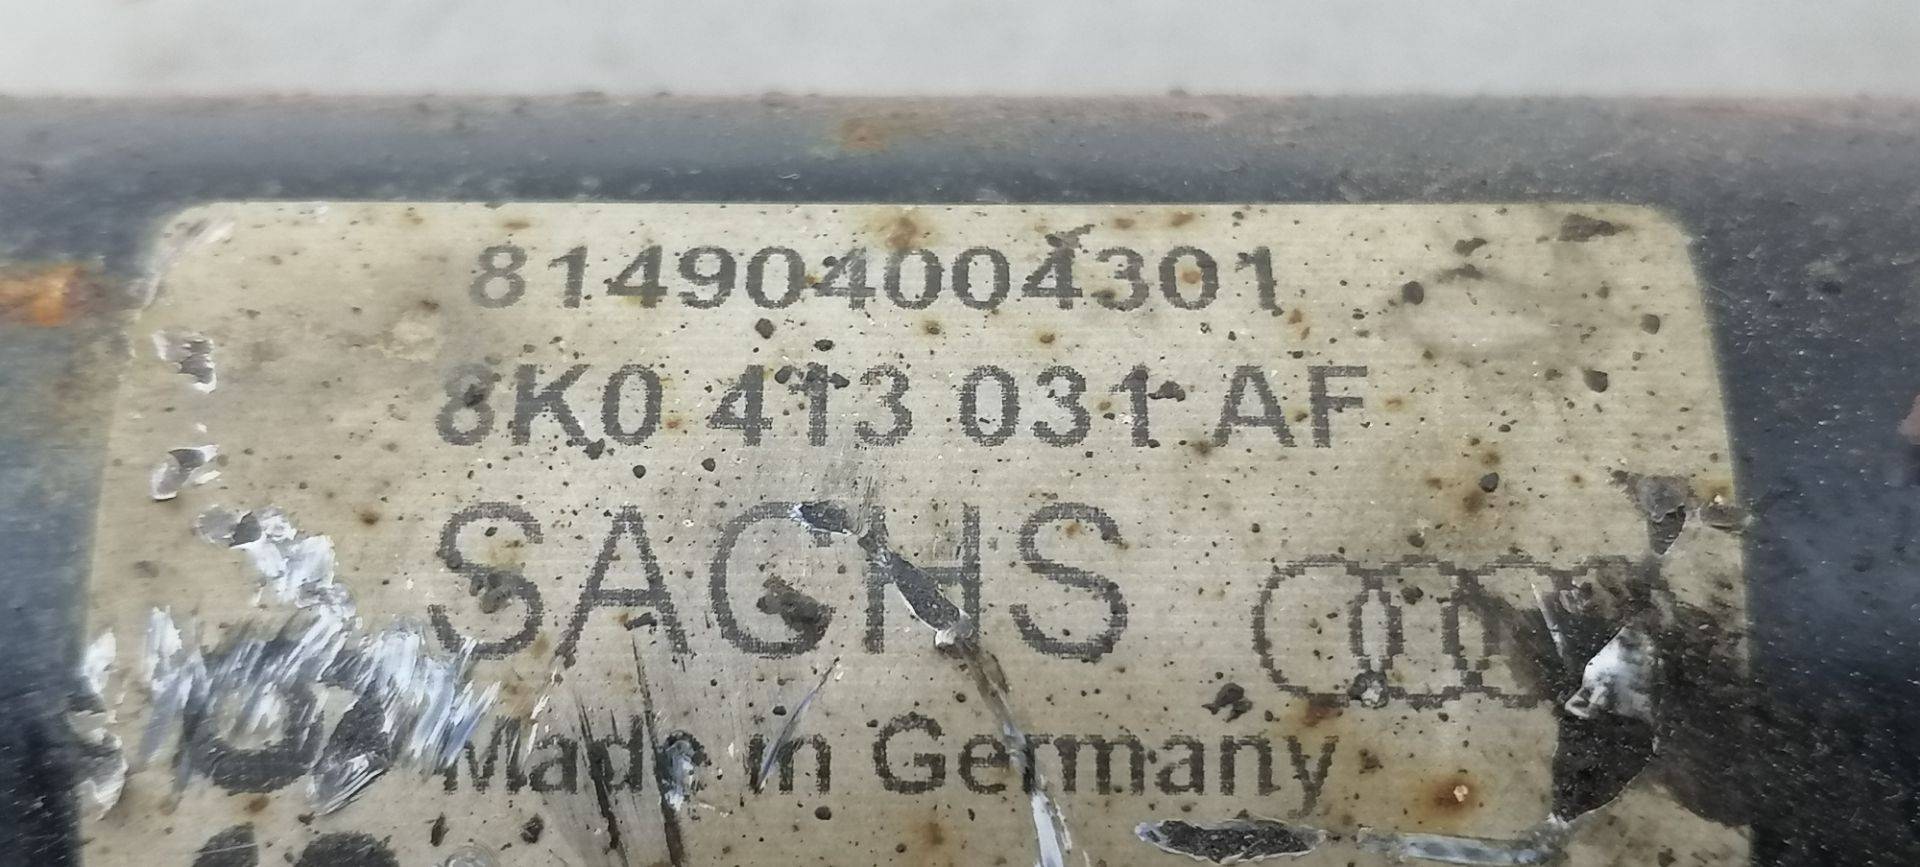 814904004301
8K0 413 031 AF
SACHS
Made in Germany